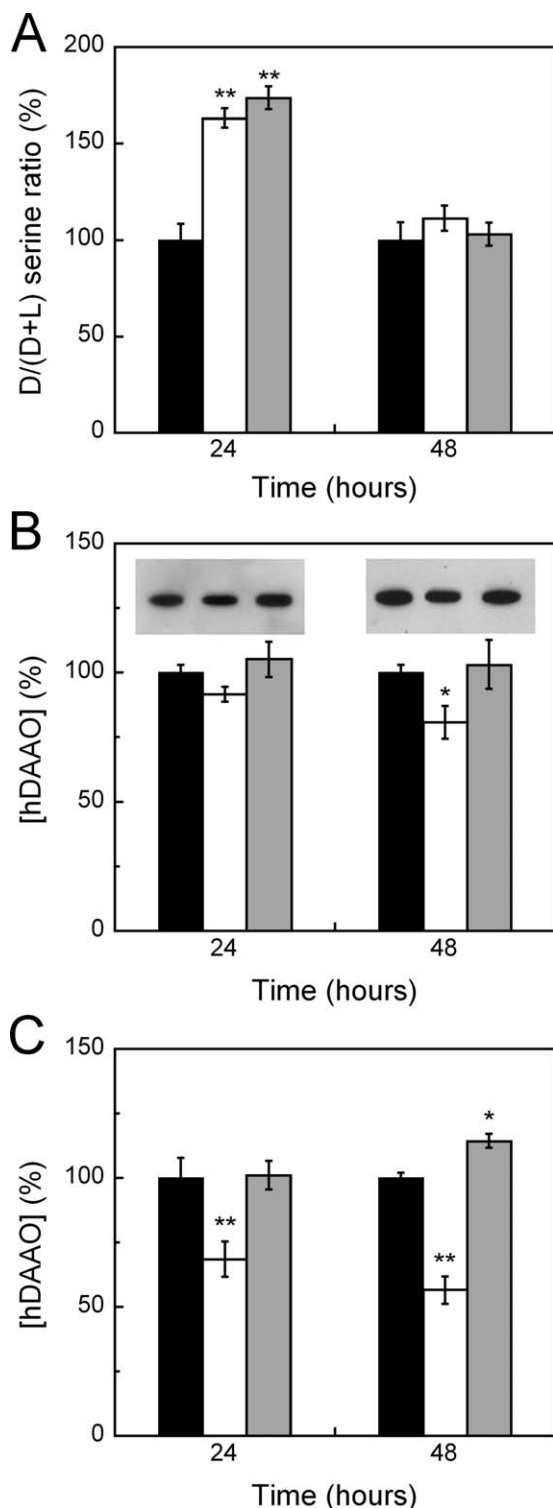 A
200
150
100
50
0
D/(D+L) serine ratio (%)
** **
24 48
Time (hours)
B
150
100
50
0
[hDAAO] (%)
*
24 48
Time (hours)
C
150
100
50
0
[hDAAO] (%)
*
**
**
24 48
Time (hours)